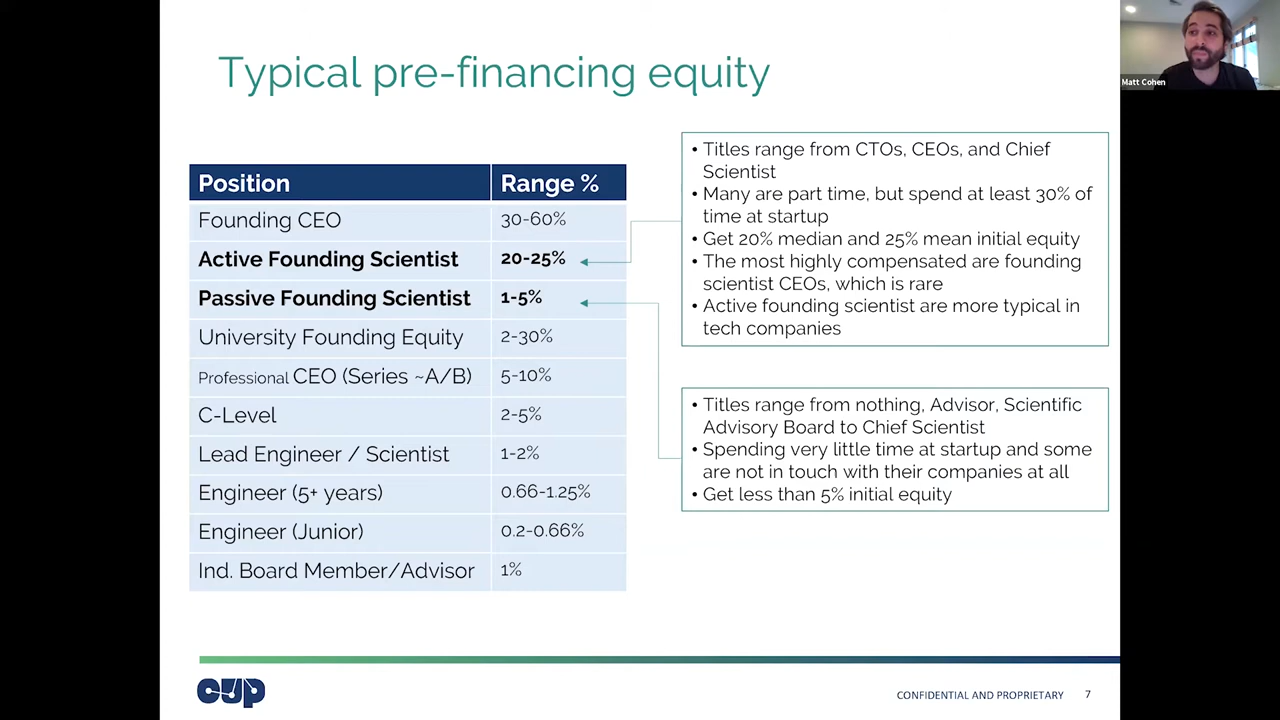 Typical pre-financing equity
Position Range %
Founding CEO 30-60%
Active Founding Scientist 20-25%
Passive Founding Scientist 1-5%
University Founding Equity 2-30%
Professional CEO (Series ~A/B) 5-10%
C-Level 2-5%
Lead Engineer / Scientist 1-2%
Engineer (5+ years) 0.66-1.25%
Engineer (Junior) 0.2-0.66%
Ind. Board Member/Advisor 1%
• Titles range from CTOs, CEOs, and Chief
Scientist
• Many are part time, but spend at least 30% of
time at startup
• Get 20% median and 25% mean initial equity
• The most highly compensated are founding
scientist CEOs, which is rare
• Active founding scientist are more typical in
tech companies
• Titles range from nothing, Advisor, Scientific
Advisory Board to Chief Scientist
• Spending very little time at startup and some
are not in touch with their companies at all
• Get less than 5% initial equity
Matt Cohen
CONFIDENTIAL AND PROPRIETARY 7